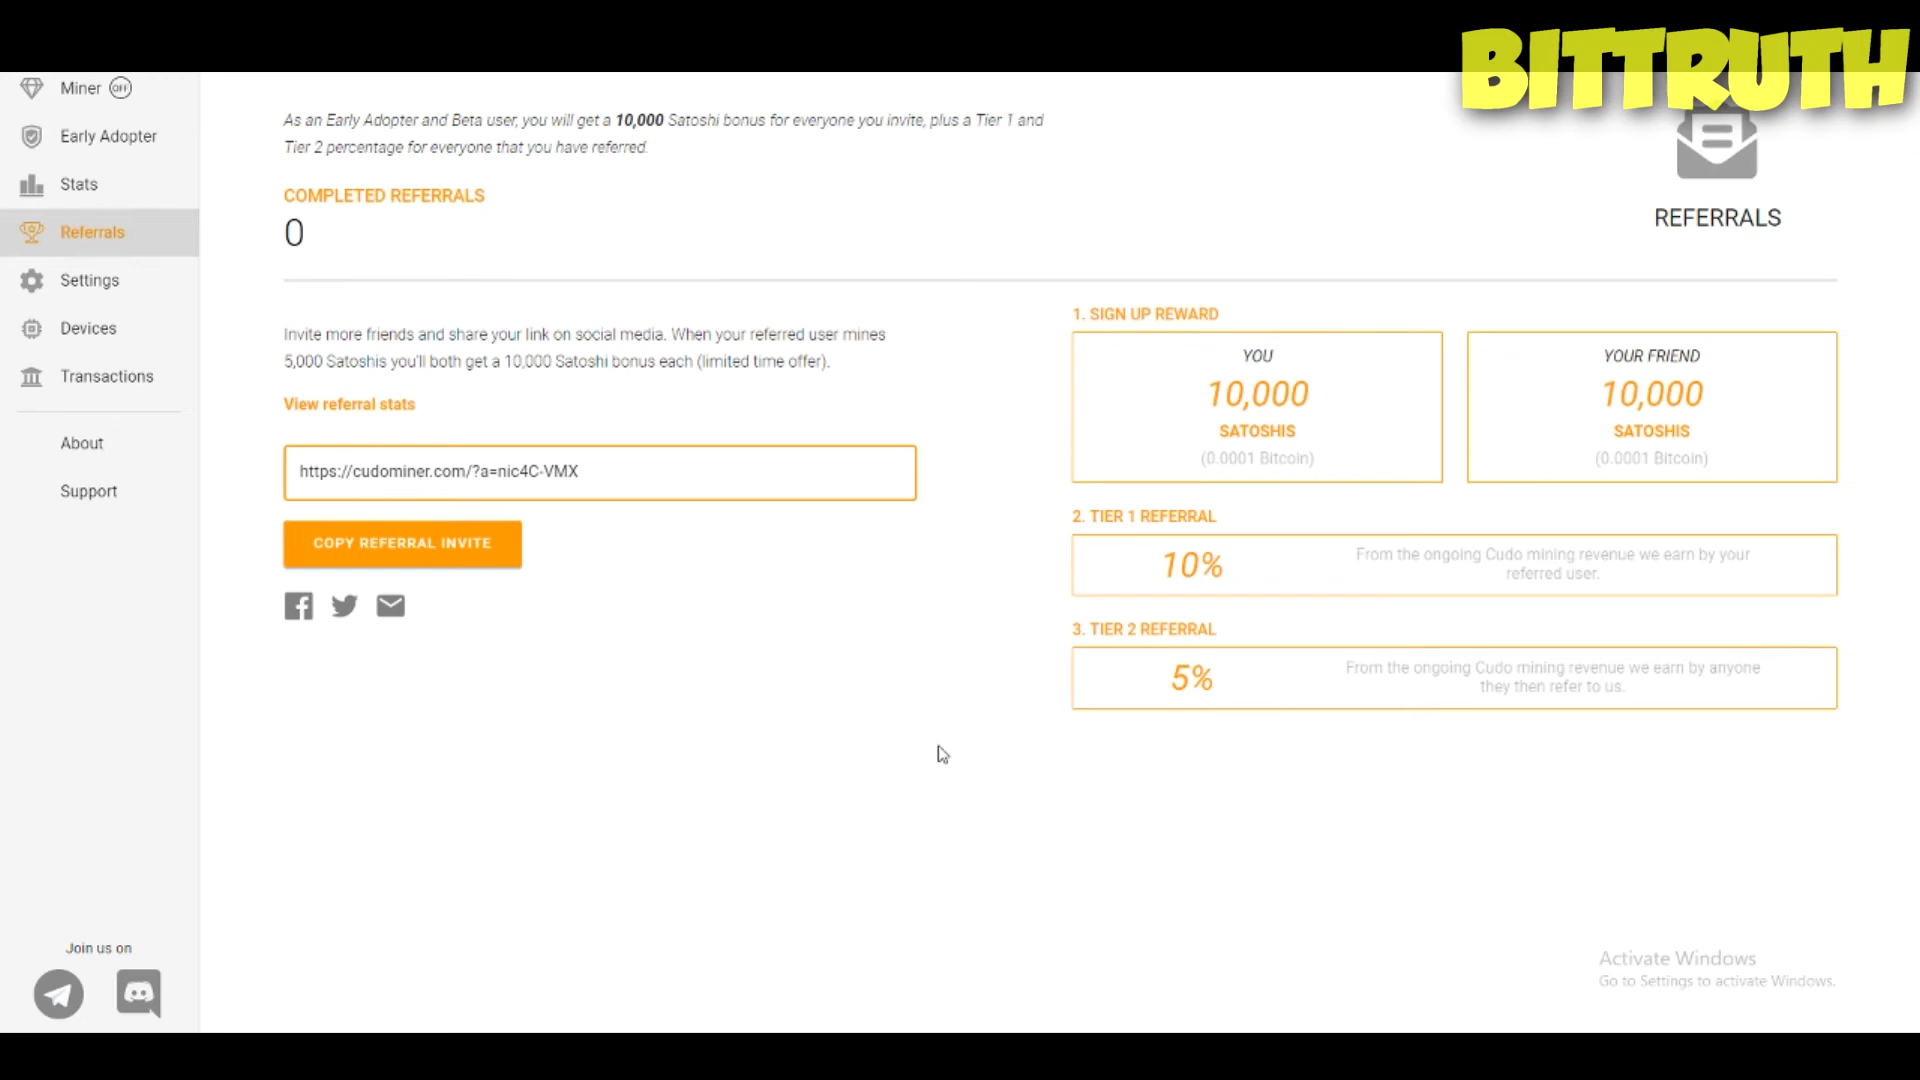 BITTRUTH
Miner OFF
Early Adopter
Stats
Referrals
Settings
Devices
Transactions
About
Support
Join us on
As an Early Adopter and Beta user, you will get a 10,000 Satoshi bonus for everyone you invite, plus a Tier 1 and
Tier 2 percentage for everyone that you have referred.
COMPLETED REFERRALS
0
REFERRALS
Invite more friends and share your link on social media. When your referred user mines
5,000 Satoshis you'll both get a 10,000 Satoshi bonus each (limited time offer).
View referral stats
https://cudominer.com/?a=nic4C-VMX
COPY REFERRAL INVITE
1. SIGN UP REWARD
YOU
10,000
SATOSHIS
(0.0001 Bitcoin)
YOUR FRIEND
10,000
SATOSHIS
(0.0001 Bitcoin)
2. TIER 1 REFERRAL
10%
From the ongoing Cudo mining revenue we earn by your
referred user.
3. TIER 2 REFERRAL
5%
From the ongoing Cudo mining revenue we earn by anyone
they then refer to us.
Activate Windows
Go to Settings to activate Windows.